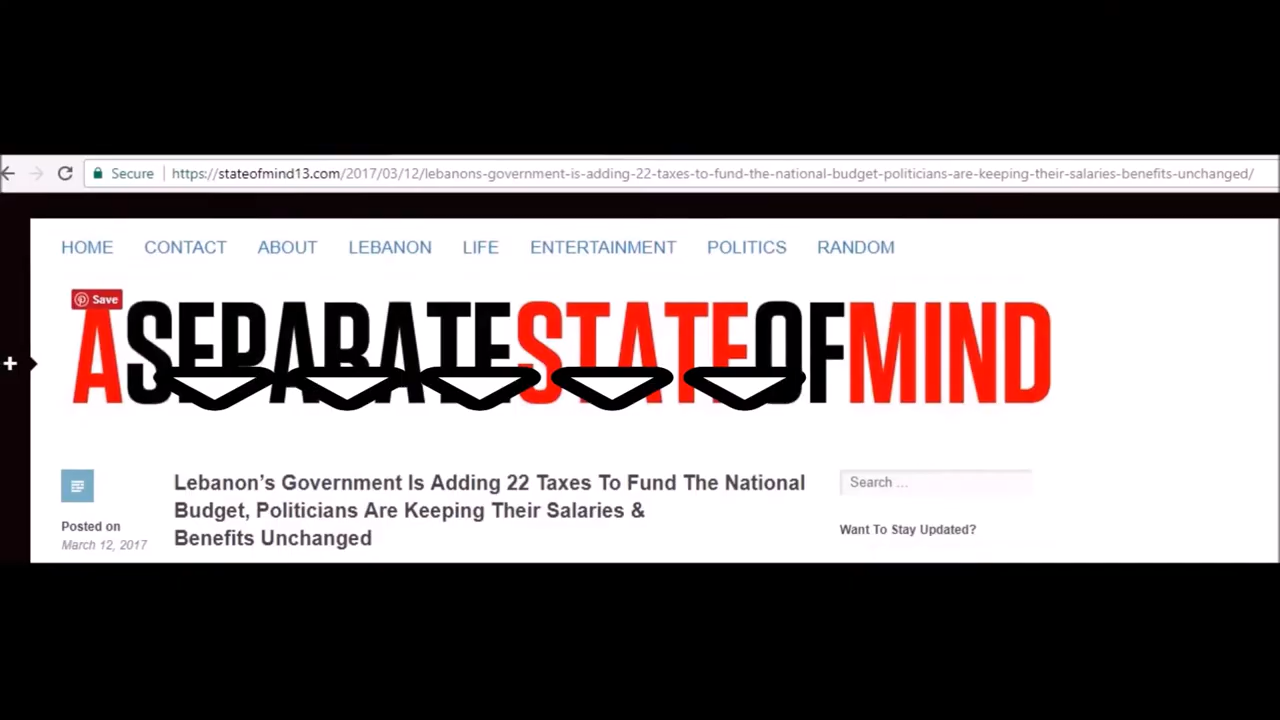 Secure https://stateofmind13.com/2017/03/12/lebanons-government-is-adding-22-taxes-to-fund-the-national-budget-politicians-are-keeping-their-salaries-benefits-unchanged/
HOME CONTACT ABOUT LEBANON LIFE ENTERTAINMENT POLITICS RANDOM
Save
ASEPARATESTATEOFMIND
Lebanon's Government Is Adding 22 Taxes To Fund The National
Budget, Politicians Are Keeping Their Salaries &
Benefits Unchanged
Posted on
March 12, 2017
Search ...
Want To Stay Updated?